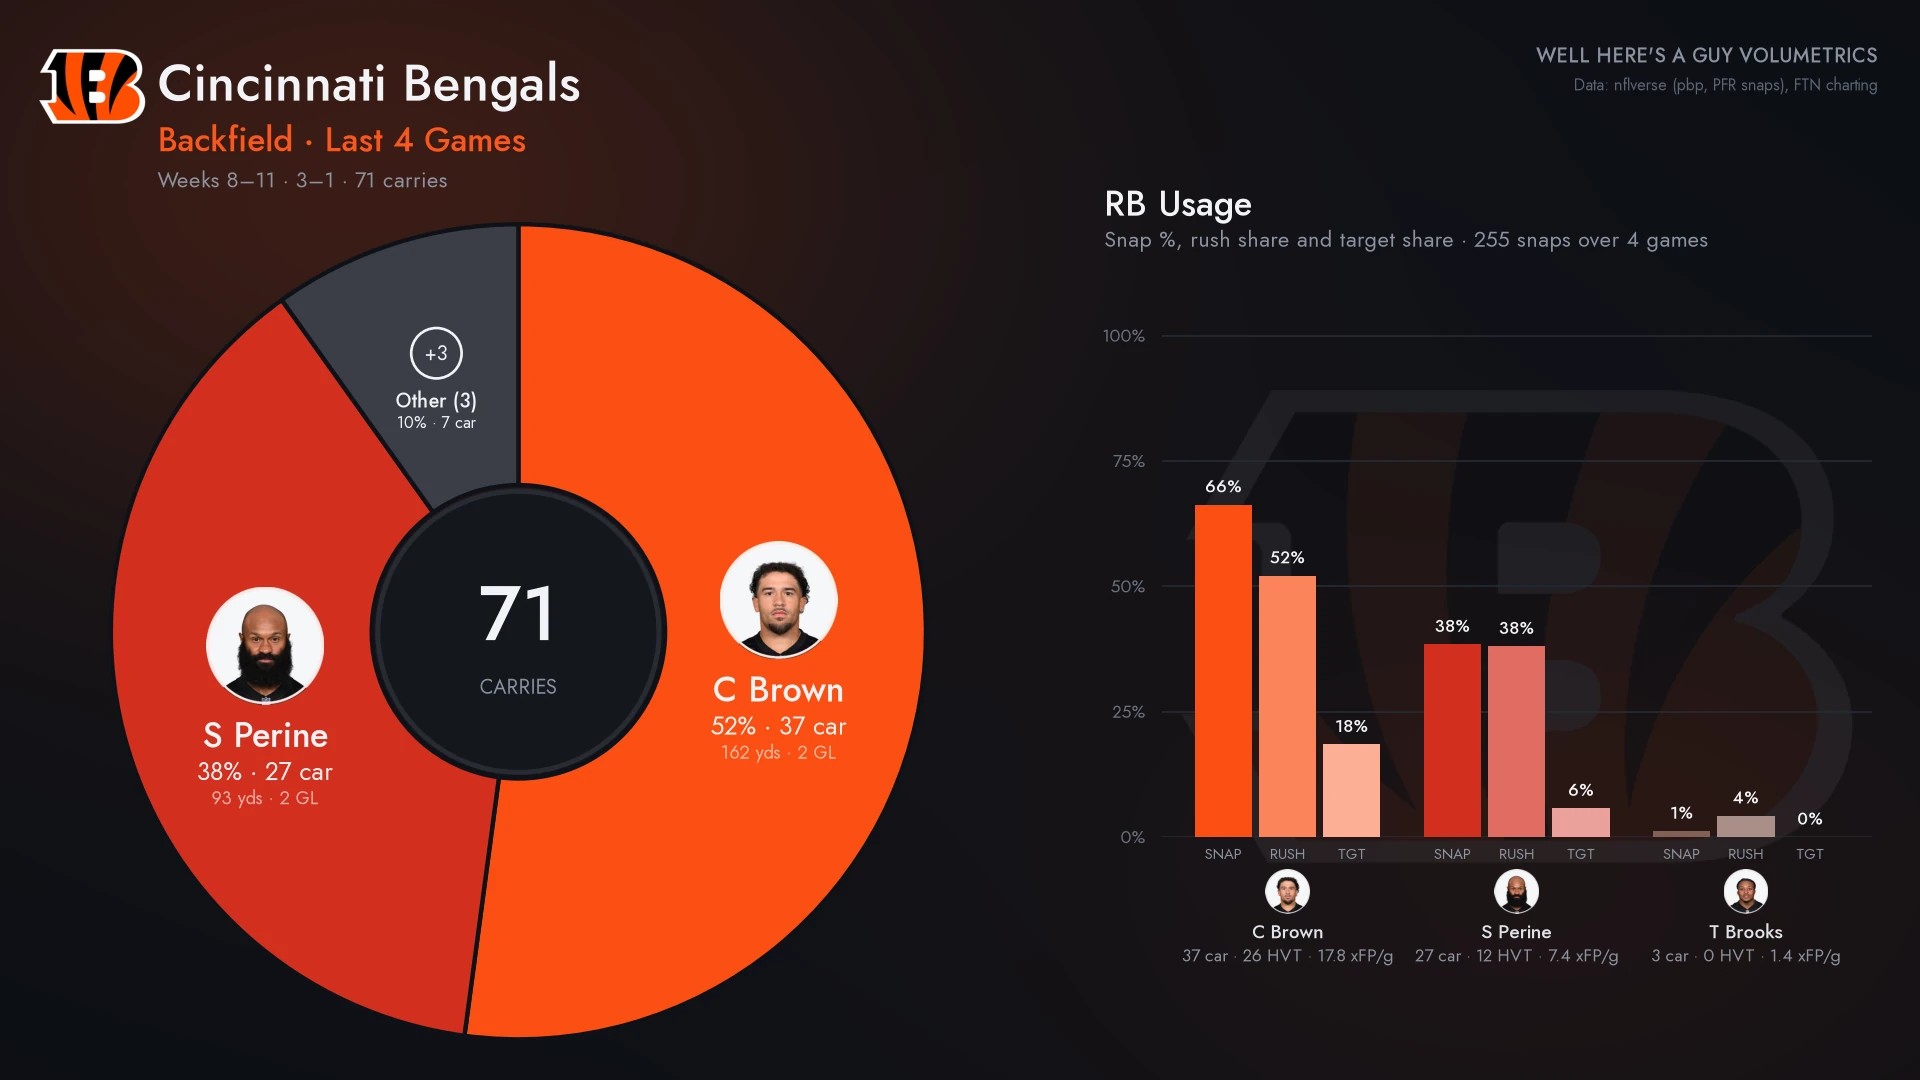 Cincinnati Bengals
Backfield · Last 4 Games
Weeks 8–11 · 3–1 · 71 carries
WELL HERE'S A GUY VOLUMETRICS
Data: nflverse (pbp, PFR snaps), FTN charting
+3
Other (3)
10% · 7 car
71
CARRIES
C Brown
52% · 37 car
162 yds · 2 GL
S Perine
38% · 27 car
93 yds · 2 GL
RB Usage
Snap %, rush share and target share · 255 snaps over 4 games
100%
75%
50%
25%
0%
66%
52%
18%
38%
38%
6%
1%
4%
0%
SNAP RUSH TGT SNAP RUSH TGT SNAP RUSH TGT
C Brown S Perine T Brooks
37 car · 26 HVT · 17.8 xFP/g 27 car · 12 HVT · 7.4 xFP/g 3 car · 0 HVT · 1.4 xFP/g